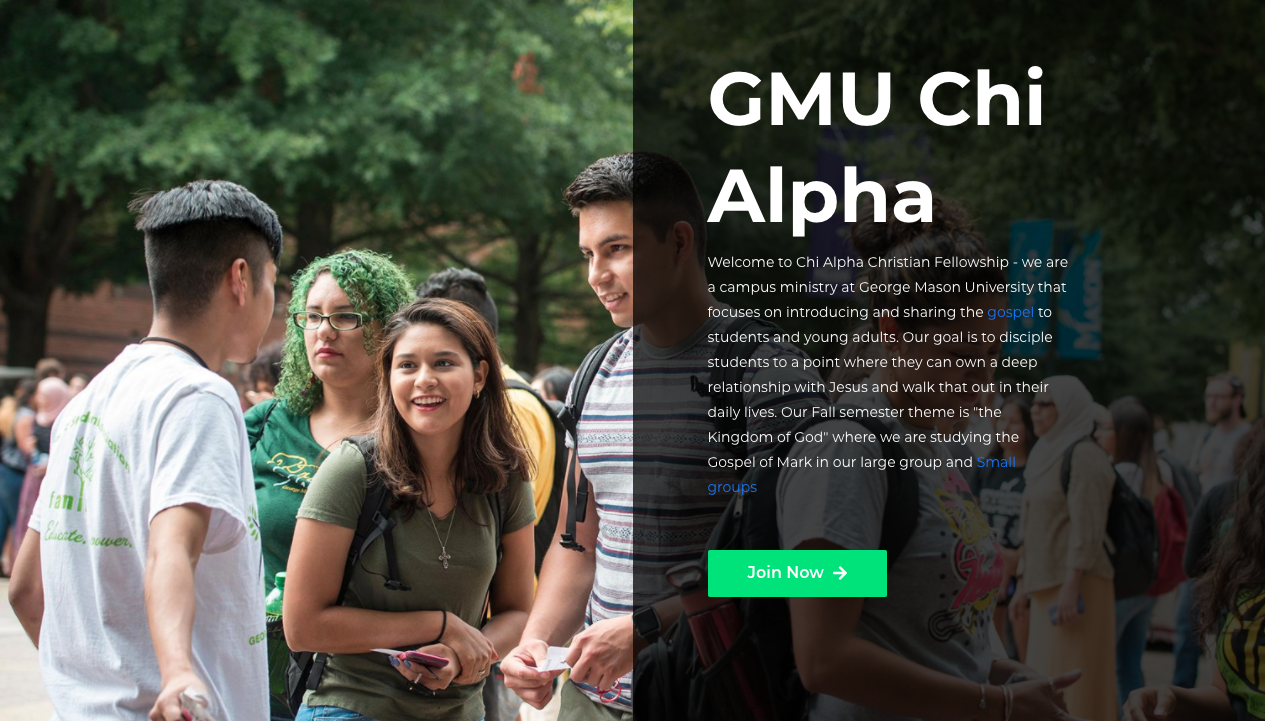 GMU Chi
Alpha
Welcome to Chi Alpha Christian Fellowship - we are
a campus ministry at George Mason University that
focuses on introducing and sharing the gospel to
students and young adults. Our goal is to disciple
students to a point where they can own a deep
relationship with Jesus and walk that out in their
daily lives. Our Fall semester theme is "the
Kingdom of God" where we are studying the
Gospel of Mark in our large group and Small
groups
Join Now